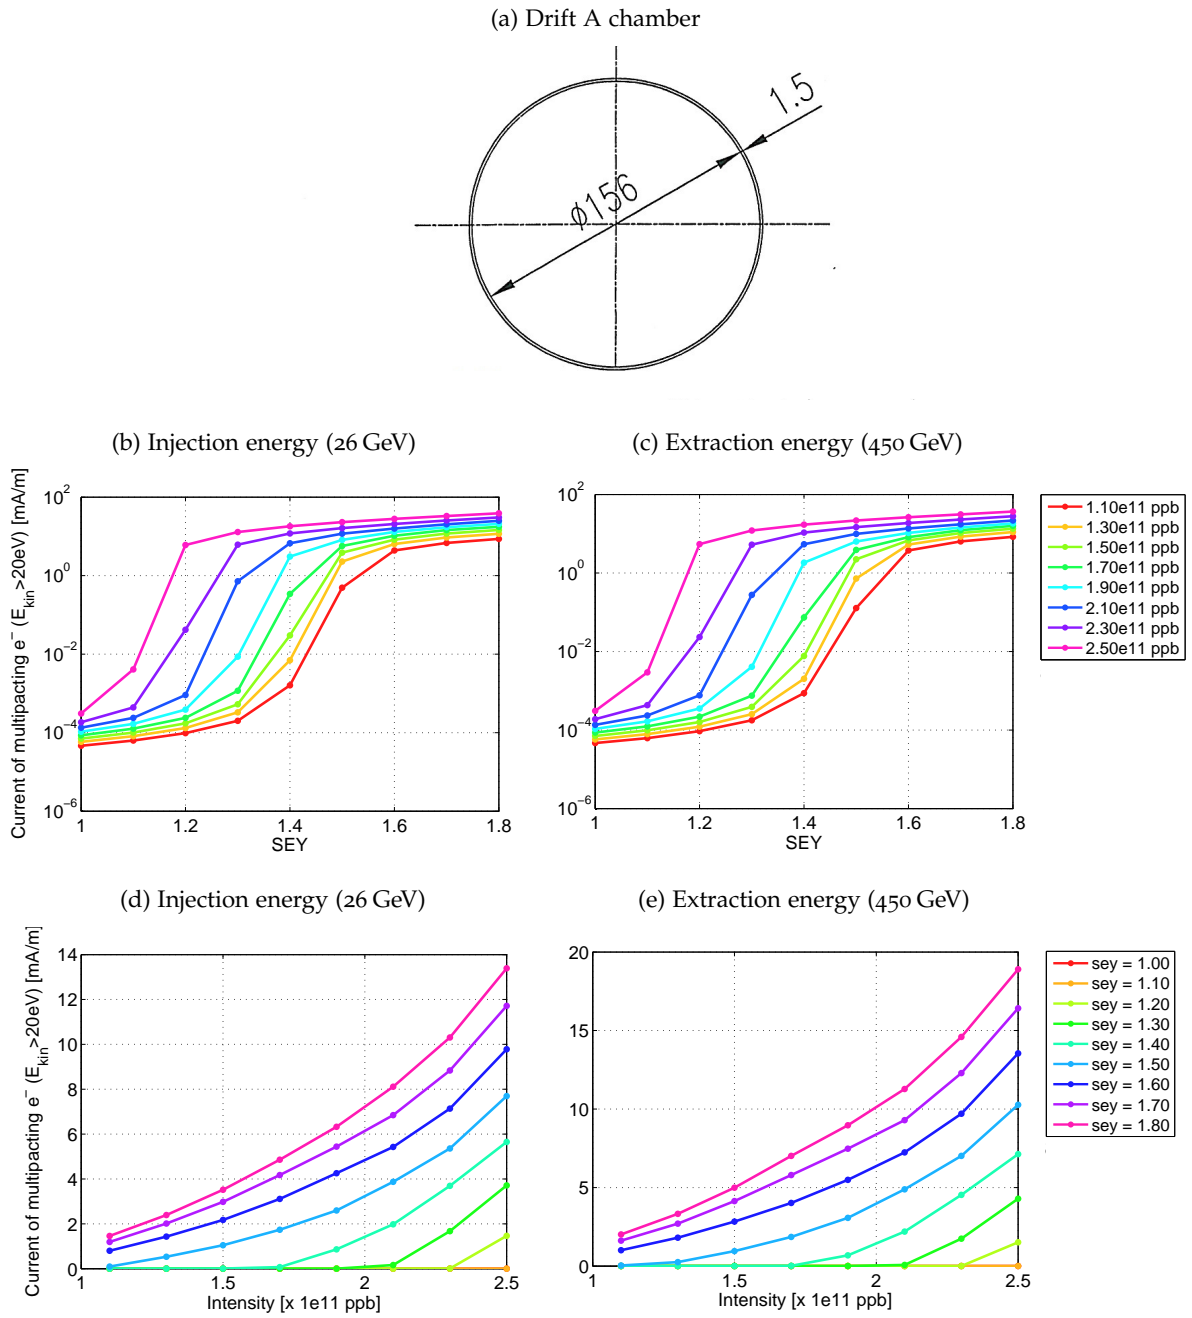 (a) Drift A chamber
1.5
ø156
(b) Injection energy (26 GeV)
(c) Extraction energy (450 GeV)
Current of multipacting e⁻ (E_kin>20eV) [mA/m]
10²
10⁰
10⁻²
10⁻⁴
10⁻⁶
1 1.2 1.4 1.6 1.8
SEY
10²
10⁰
10⁻²
10⁻⁴
10⁻⁶
1 1.2 1.4 1.6 1.8
SEY
1.10e11 ppb
1.30e11 ppb
1.50e11 ppb
1.70e11 ppb
1.90e11 ppb
2.10e11 ppb
2.30e11 ppb
2.50e11 ppb
(d) Injection energy (26 GeV)
(e) Extraction energy (450 GeV)
Current of multipacting e⁻ (E_kin>20eV) [mA/m]
14
12
10
8
6
4
2
0
1 1.5 2 2.5
Intensity [x 1e11 ppb]
20
15
10
5
0
1 1.5 2 2.5
Intensity [x 1e11 ppb]
sey = 1.00
sey = 1.10
sey = 1.20
sey = 1.30
sey = 1.40
sey = 1.50
sey = 1.60
sey = 1.70
sey = 1.80